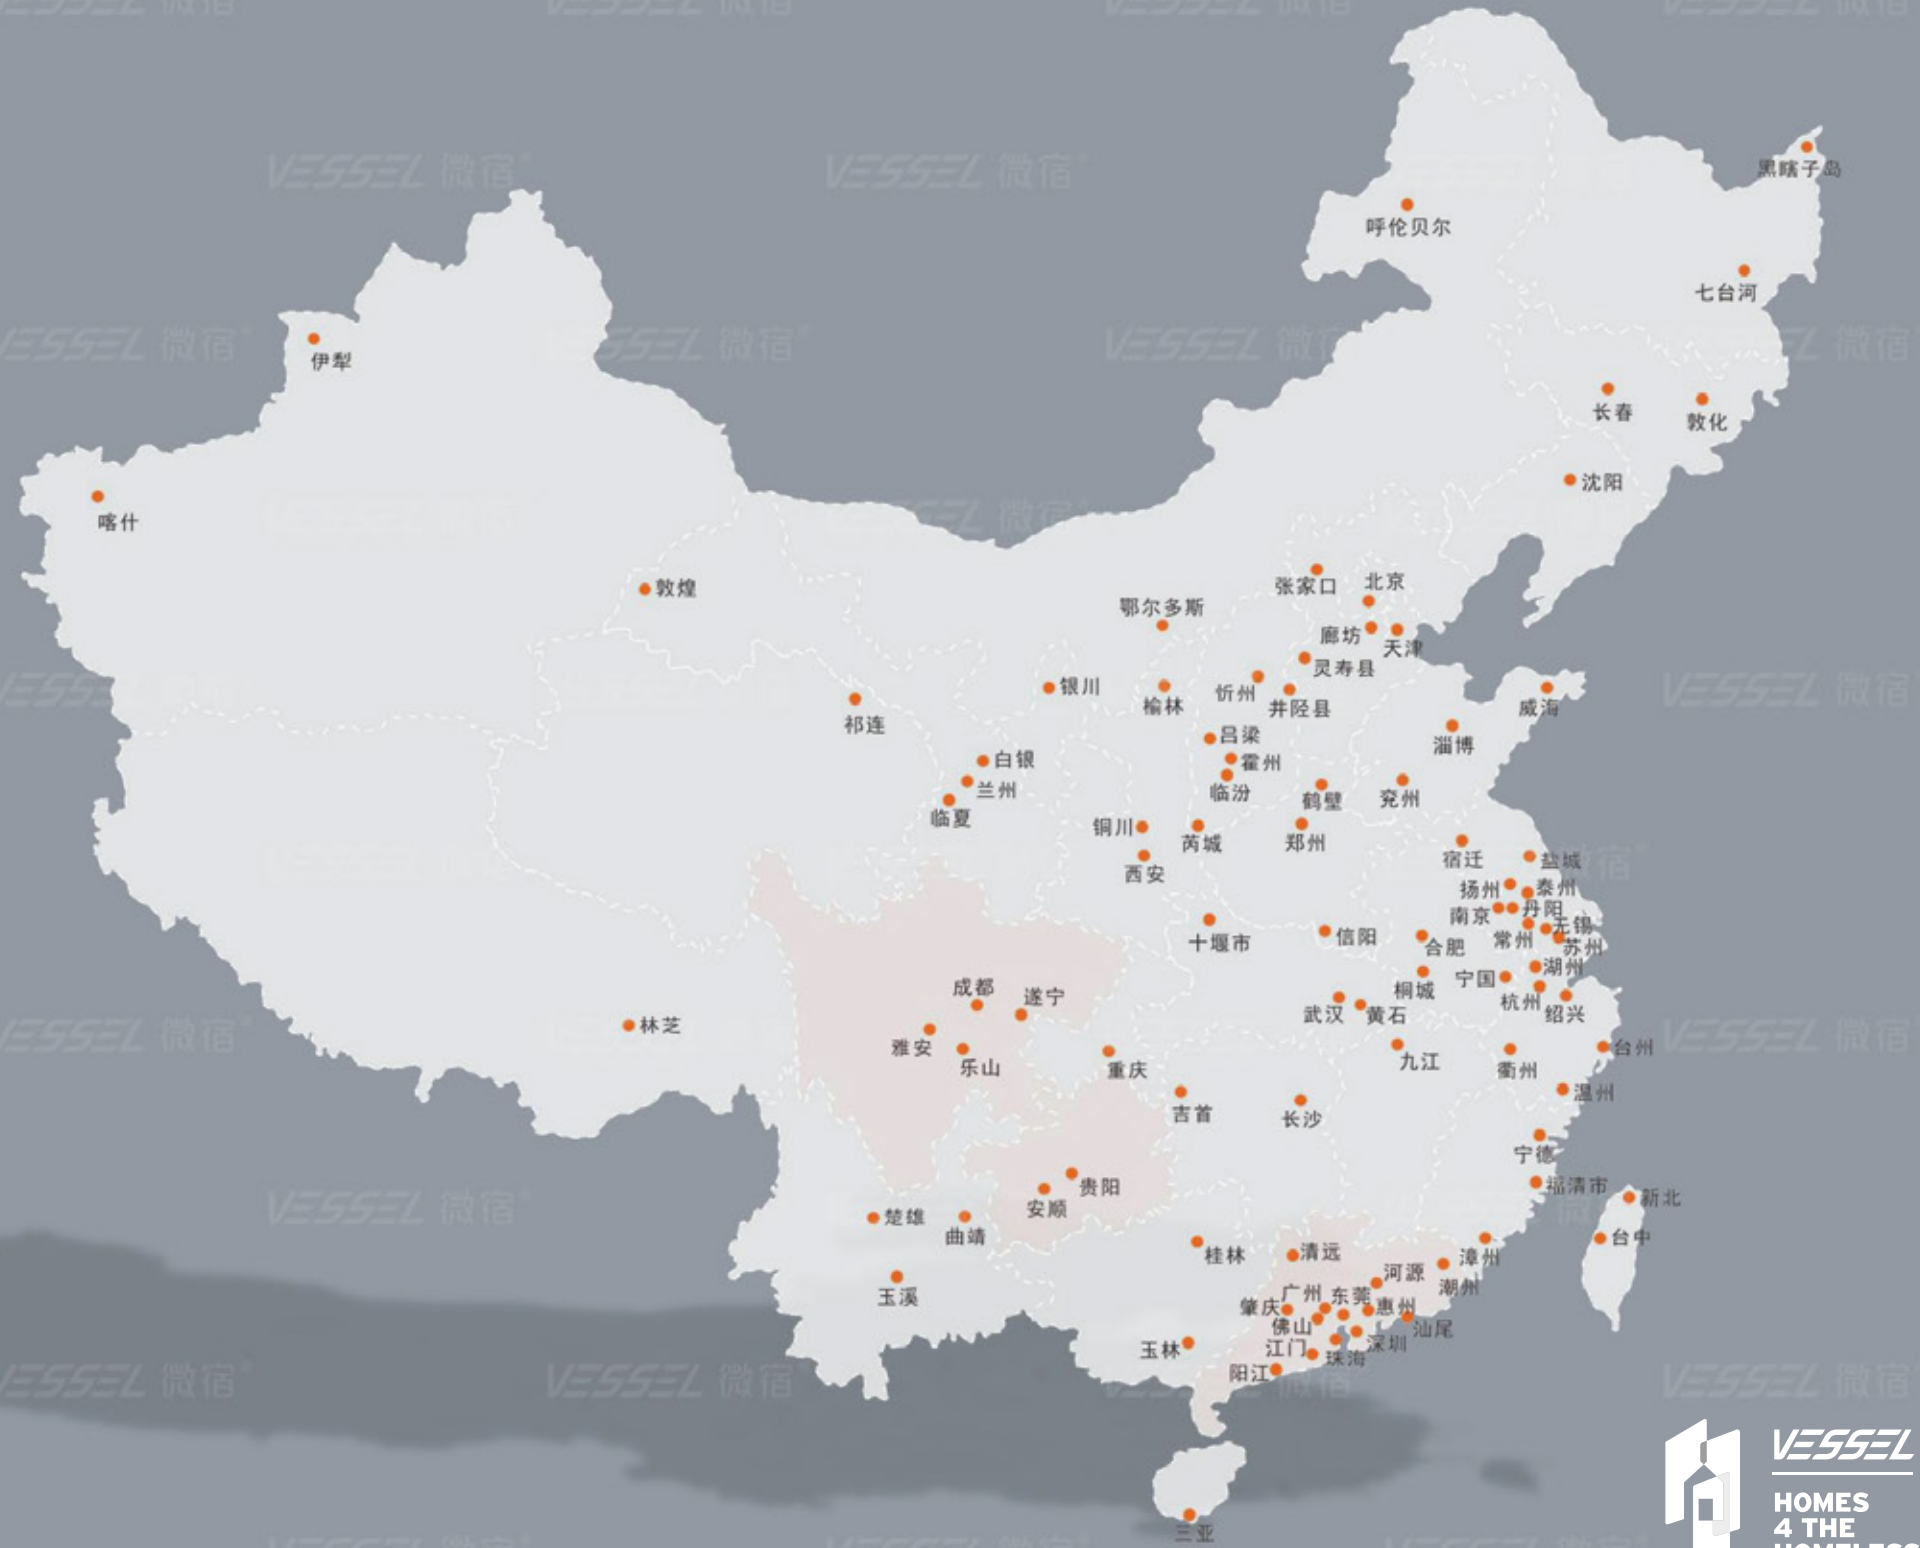 黑瞎子岛
呼伦贝尔
七台河
伊犁
长春
敦化
沈阳
喀什
敦煌
张家口
北京
鄂尔多斯
廊坊
天津
灵寿县
银川
榆林
忻州
井陉县
威海
祁连
吕梁
淄博
白银
霍州
兰州
临汾
鹤壁
兖州
临夏
铜川
芮城
郑州
宿迁
盐城
西安
扬州
泰州
南京
丹阳
无锡
十堰市
信阳
合肥
常州
苏州
湖州
桐城
宁国
杭州
绍兴
成都
遂宁
武汉
黄石
林芝
雅安
乐山
重庆
九江
衢州
台州
吉首
长沙
温州
宁德
贵阳
安顺
福清市
新北
楚雄
曲靖
台中
桂林
清远
漳州
玉溪
河源
潮州
广州
东莞
肇庆
惠州
佛山
汕尾
玉林
江门
深圳
珠海
阳江
三亚
VESSEL 微宿
VESSEL
HOMES
4 THE
HOMELESS